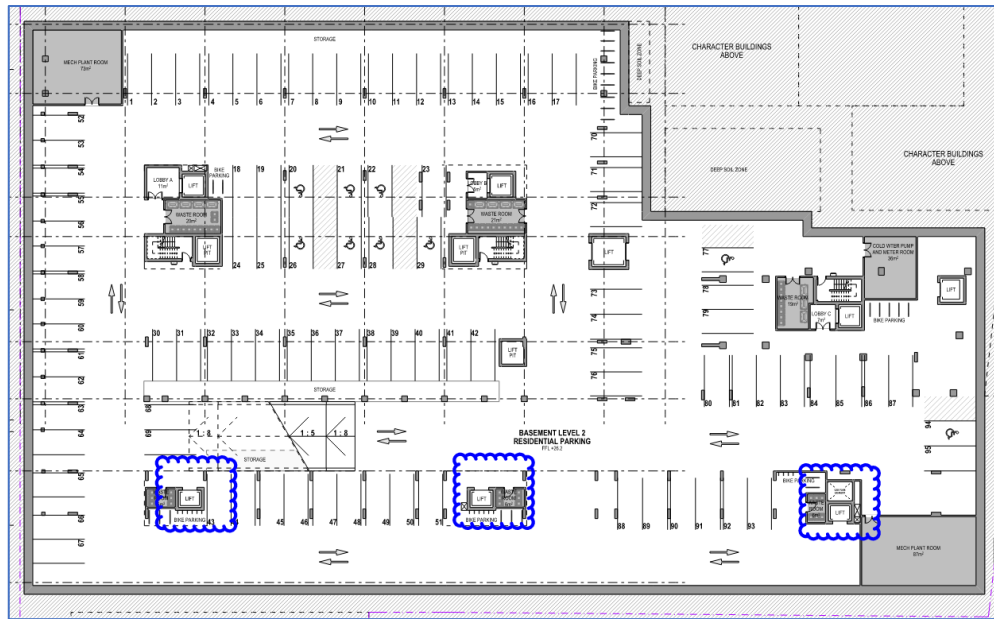 STORAGE
MECH PLANT ROOM
73m²
BIKE PARKING
DEEP SOIL ZONE
CHARACTER BUILDINGS
ABOVE
1 2 3 4 5 6 7 8 9 10 11 12 13 14 15 16 17
52
53
54
55
56
57
58
59
60
61
62
63
64
65
66
67
70
71
72
CHARACTER BUILDINGS
ABOVE
DEEP SOIL ZONE
LOBBY A
11m²
LIFT
BIKE
PARKING
18 19 20 21 22 23
LIFT
WASTE ROOM
WASTE ROOM
21m²
LIFT
PIT
LIFT
PIT
LIFT
24 25 26 27 28 29
77
78
79
COLD WTER PUMP
AND METER ROOM
LIFT
WASTE ROOM
19m²
LOBBY C
7m²
LIFT
BIKE PARKING
73
74
75
76
30 31 32 33 34 35 36 37 38 39 40 41 42
LIFT
PIT
STORAGE
80 81 82 83 84 85 86 87
68
69
1 : 8
1 : 5
1 : 8
STORAGE
BASEMENT LEVEL 2
RESIDENTIAL PARKING
94
95
LIFT
BIKE PARKING
43 45 46 47 48 49 50 51
LIFT
BIKE PARKING
88 89 90 91 92 93
BIKE PARKING
LIFT
MECH PLANT ROOM